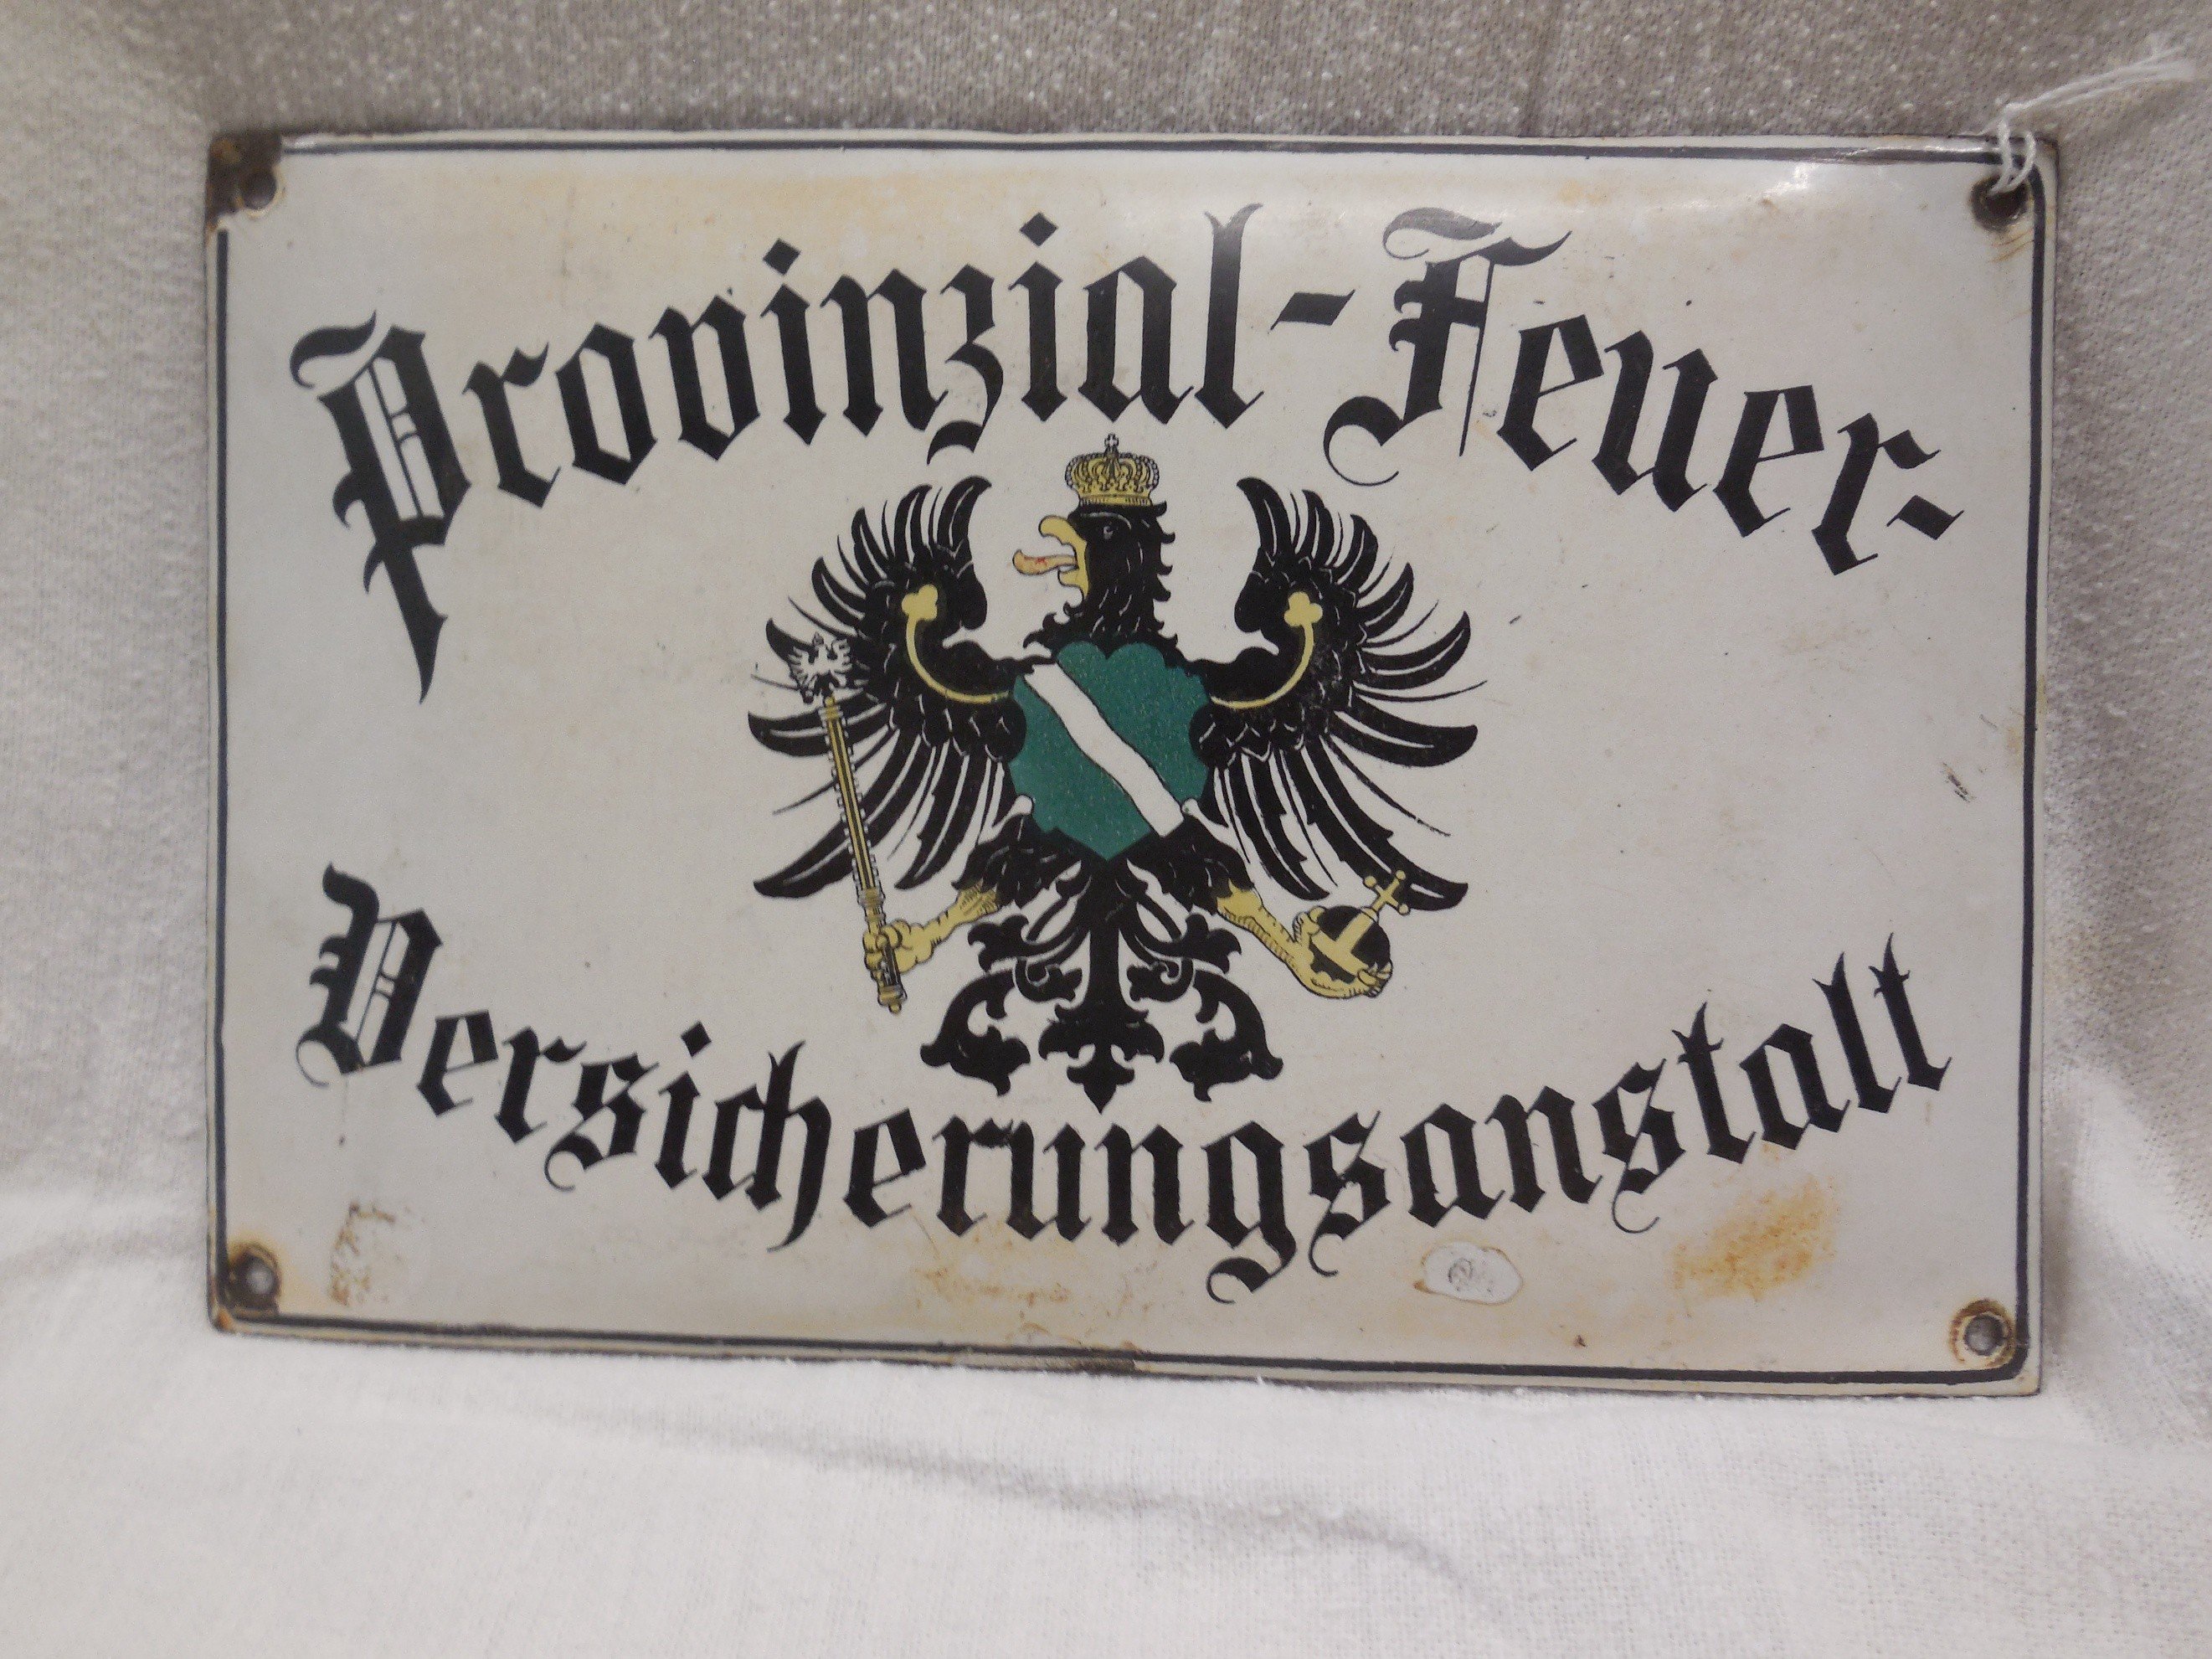 Provinzial-Feuer-
Versicherungsanstalt